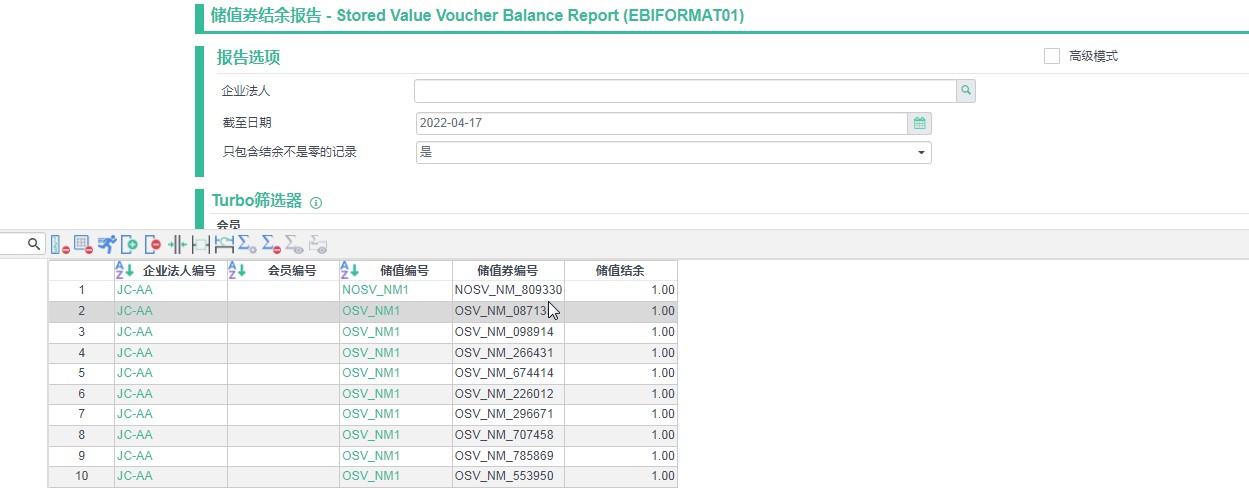 储值券结余报告 - Stored Value Voucher Balance Report (EBIFORMAT01)
报告选项
高级模式
企业法人
截至日期 2022-04-17
只包含结余不是零的记录 是
Turbo筛选器
会员
企业法人编号 会员编号 储值编号 储值券编号 储值结余
1 JC-AA NOSV_NM1 NOSV_NM_809330 1.00
2 JC-AA OSV_NM1 1.00
3 JC-AA OSV_NM1 OSV_NM_098914 1.00
4 JC-AA OSV_NM1 OSV_NM_266431 1.00
5 JC-AA OSV_NM1 OSV_NM_674414 1.00
6 JC-AA OSV_NM1 OSV_NM_226012 1.00
7 JC-AA OSV_NM1 OSV_NM_296671 1.00
8 JC-AA OSV_NM1 OSV_NM_707458 1.00
9 JC-AA OSV_NM1 OSV_NM_785869 1.00
10 JC-AA OSV_NM1 OSV_NM_553950 1.00